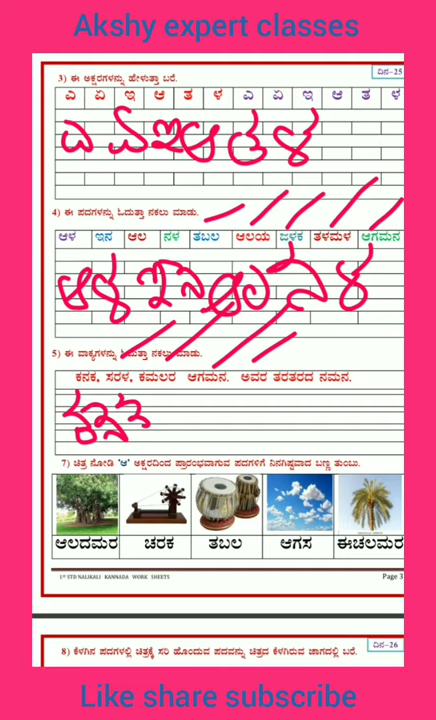 Akshy expert classes
ದಿನ-25
3) ಈ ಅಕ್ಷರಗಳನ್ನು ಹೇಳುತ್ತಾ ಬರೆ.
ಎ ಏ ಇ ಆ ತ ಳ ಎ ಏ ಇ ಆ ತ ಳ
ಎ ಏ ಇ ಆ ತ ಳ
4) ಈ ಪದಗಳನ್ನು ಓದುತ್ತಾ ನಕಲು ಮಾಡು.
ಆಳ ಇನ ಆಲ ನಳ ತಬಲ ಆಲಯ ಜಳಕ ತಳಮಳ ಆಗಮನ
ಆಳ ಇನ ಆಲ ನಳ
5) ಈ ವಾಕ್ಯಗಳನ್ನು ಓದುತ್ತಾ ನಕಲು ಮಾಡು.
ಕನಕ, ಸರಳ, ಕಮಲರ ಆಗಮನ. ಅವರ ತರತರದ ನಮನ.
7) ಚಿತ್ರ ನೋಡಿ 'ಆ' ಅಕ್ಷರದಿಂದ ಪ್ರಾರಂಭವಾಗುವ ಪದಗಳಿಗೆ ನಿನಗಿಷ್ಟವಾದ ಬಣ್ಣ ತುಂಬು.
ಆಲದಮರ ಚರಕ ತಬಲ ಆಗಸ ಈಚಲಮರ
1ST STD NALIKALI KANNADA WORK SHEETS Page 3
ದಿನ-26
8) ಕೆಳಗಿನ ಪದಗಳಲ್ಲಿ ಚಿತ್ರಕ್ಕೆ ಸರಿ ಹೊಂದುವ ಪದವನ್ನು ಚಿತ್ರದ ಕೆಳಗಿರುವ ಜಾಗದಲ್ಲಿ ಬರೆ.
Like share subscribe